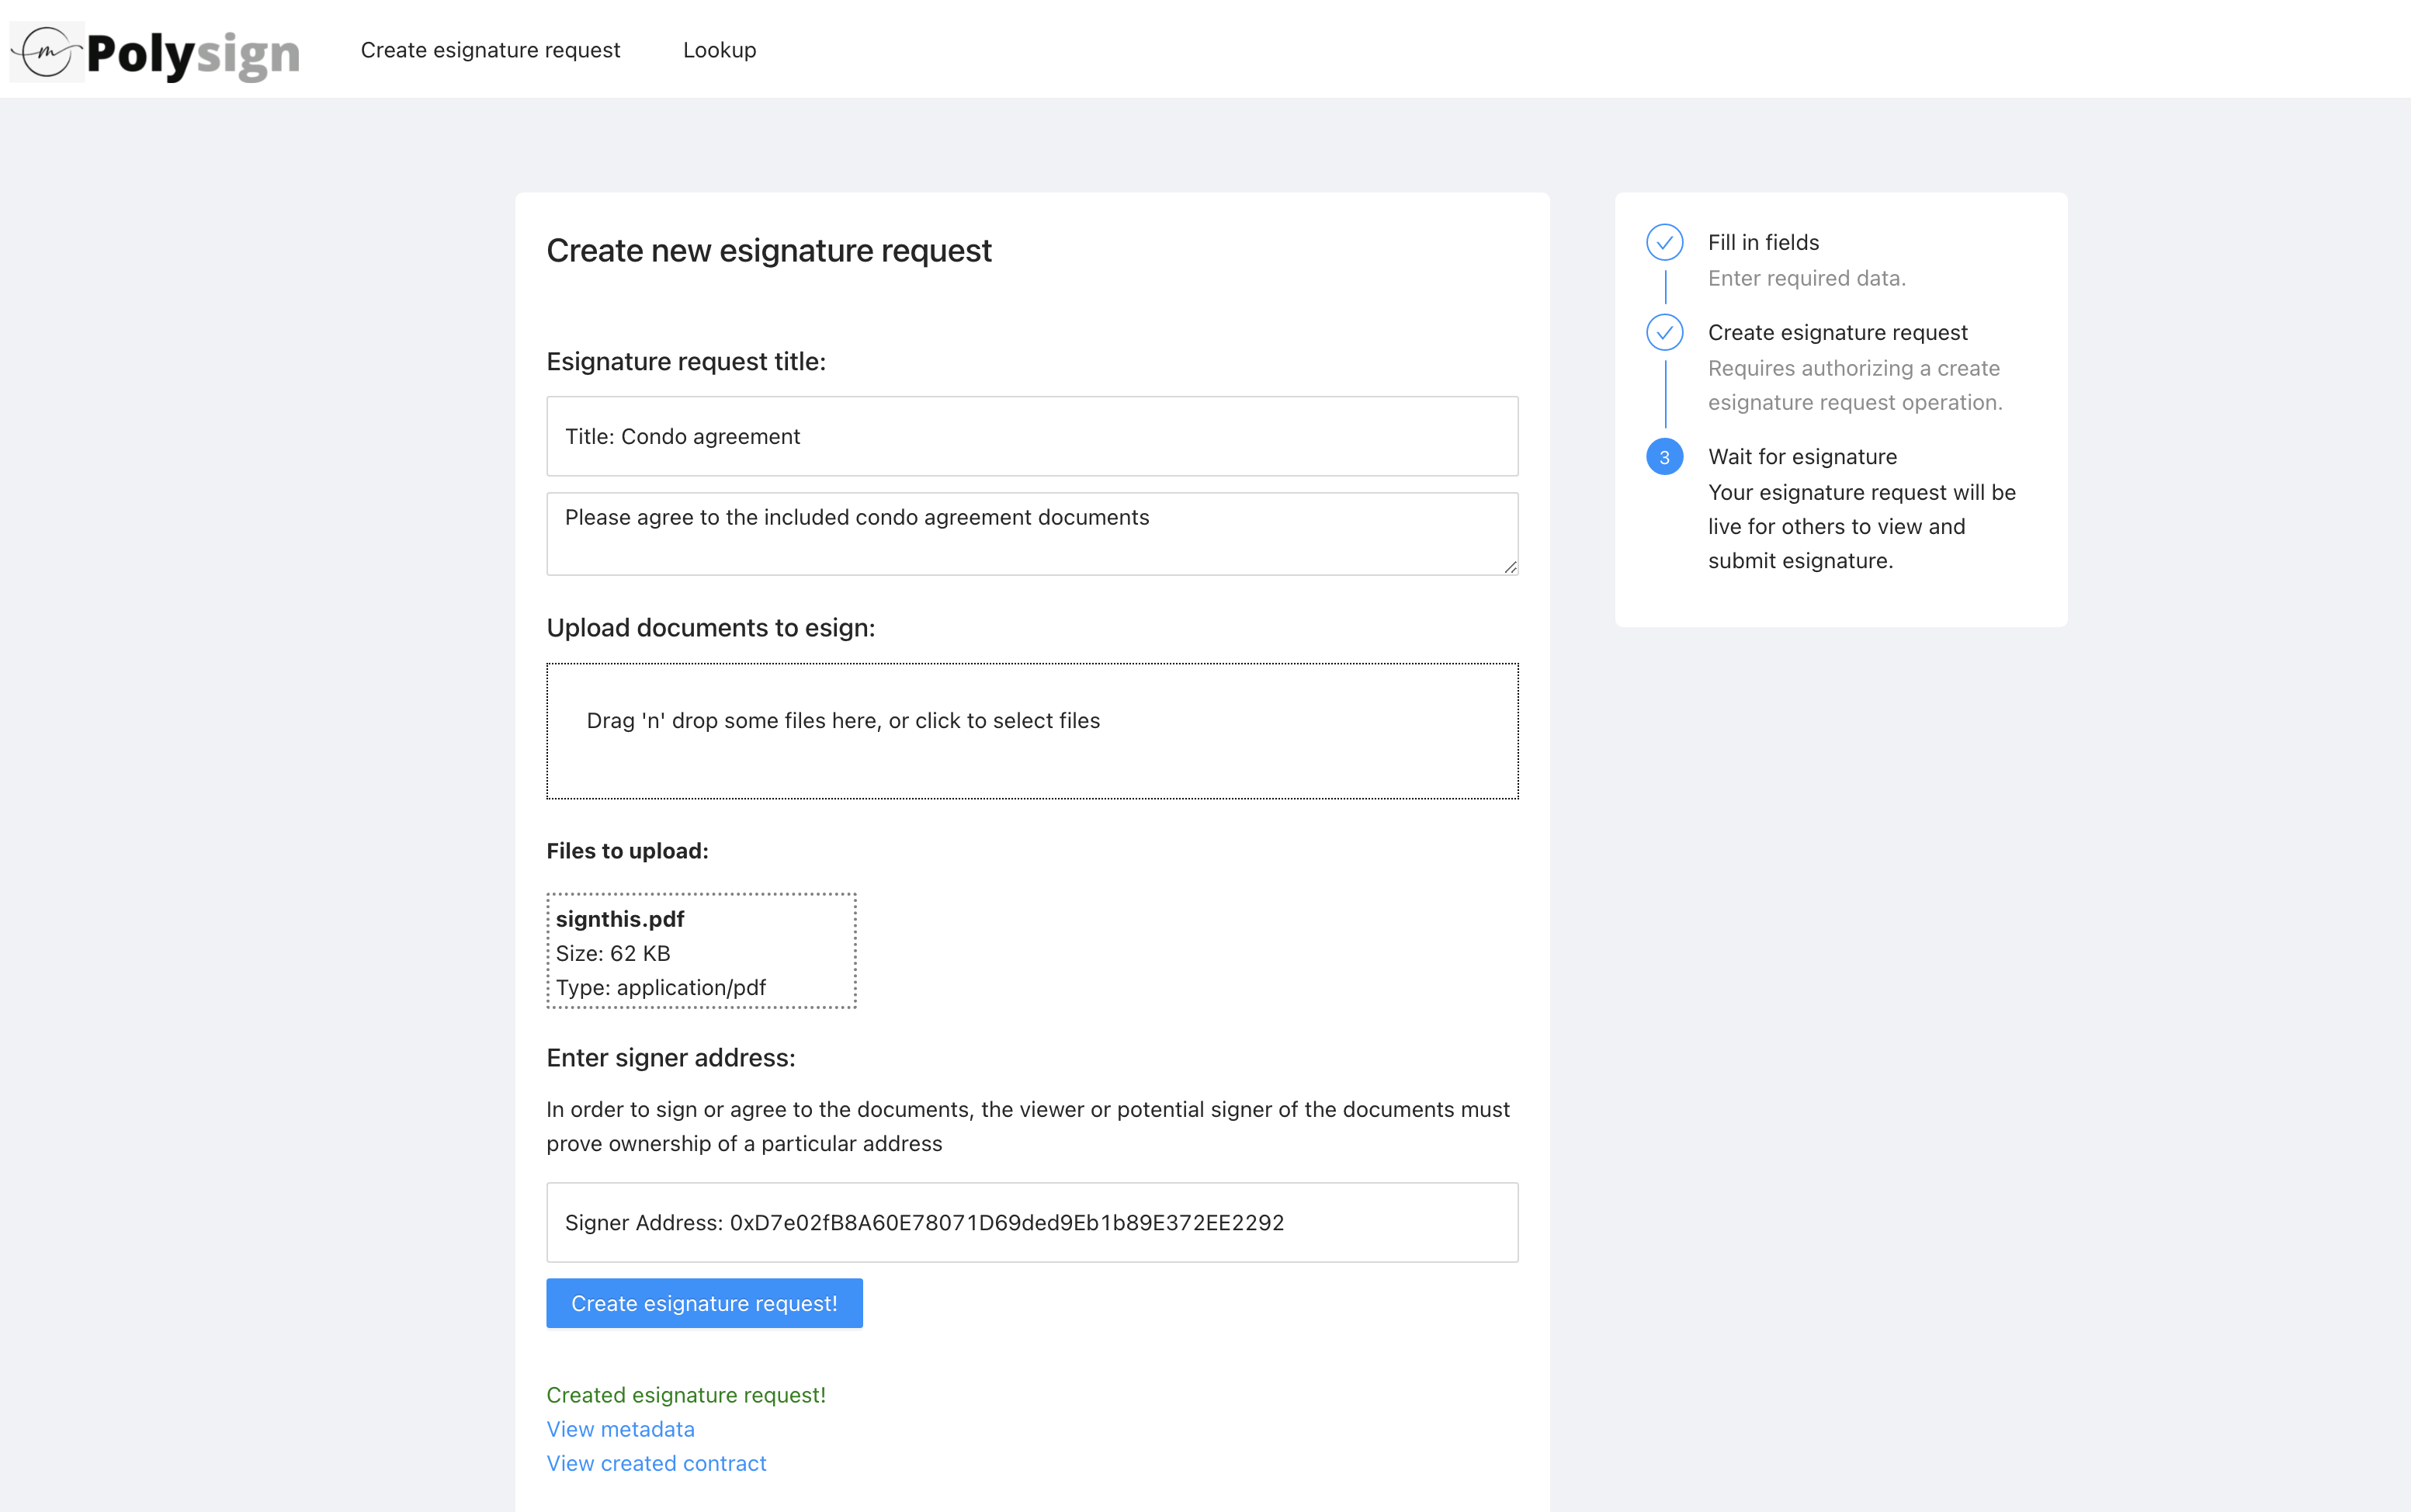 m Polysign
Create esignature request
Lookup
Create new esignature request
Esignature request title:
Title: Condo agreement
Please agree to the included condo agreement documents
Upload documents to esign:
Drag 'n' drop some files here, or click to select files
Files to upload:
signthis.pdf
Size: 62 KB
Type: application/pdf
Enter signer address:
In order to sign or agree to the documents, the viewer or potential signer of the documents must
prove ownership of a particular address
Signer Address: 0xD7e02fB8A60E78071D69ded9Eb1b89E372EE2292
Create esignature request!
Created esignature request!
View metadata
View created contract
Fill in fields
Enter required data.
Create esignature request
Requires authorizing a create
esignature request operation.
3 Wait for esignature
Your esignature request will be
live for others to view and
submit esignature.